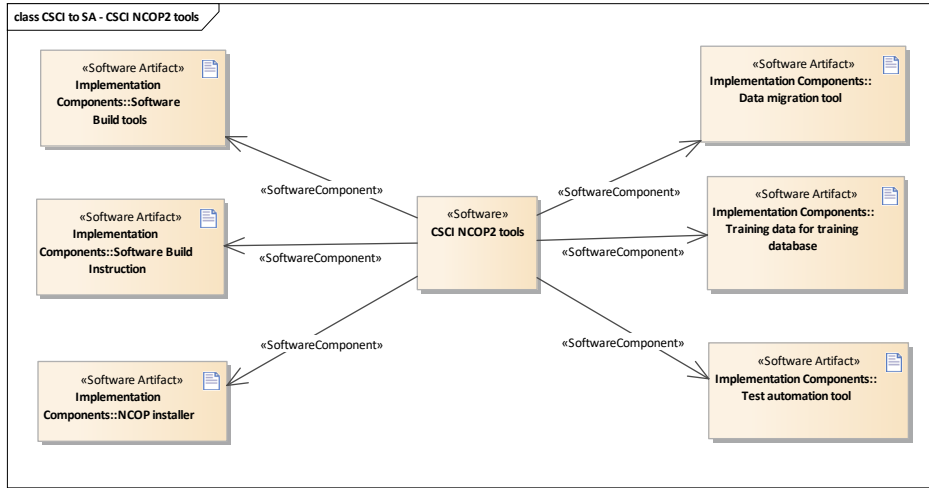 class CSCI to SA - CSCI NCOP2 tools
«Software Artifact»
Implementation
Components::Software
Build tools
«Software Artifact»
Implementation Components::
Data migration tool
«SoftwareComponent»
«SoftwareComponent»
«Software Artifact»
Implementation
Components::Software Build
Instruction
«Software»
CSCI NCOP2 tools
«Software Artifact»
Implementation Components::
Training data for training
database
«SoftwareComponent»
«SoftwareComponent»
«SoftwareComponent»
«SoftwareComponent»
«Software Artifact»
Implementation
Components::NCOP installer
«Software Artifact»
Implementation Components::
Test automation tool